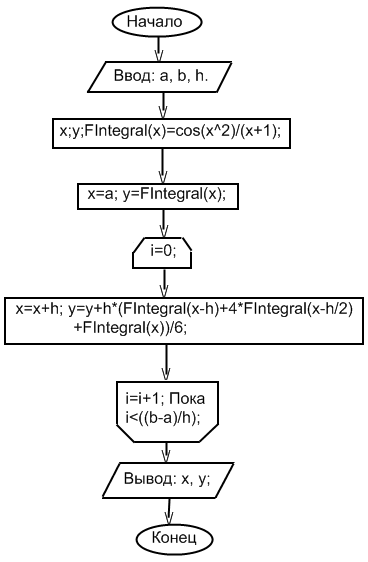 Начало
Ввод: a, b, h.
x;y;FIntegral(x)=cos(x^2)/(x+1);
x=a; y=FIntegral(x);
i=0;
x=x+h; y=y+h*(FIntegral(x-h)+4*FIntegral(x-h/2)
+FIntegral(x))/6;
i=i+1; Пока
i<((b-a)/h);
Вывод: x, y;
Конец